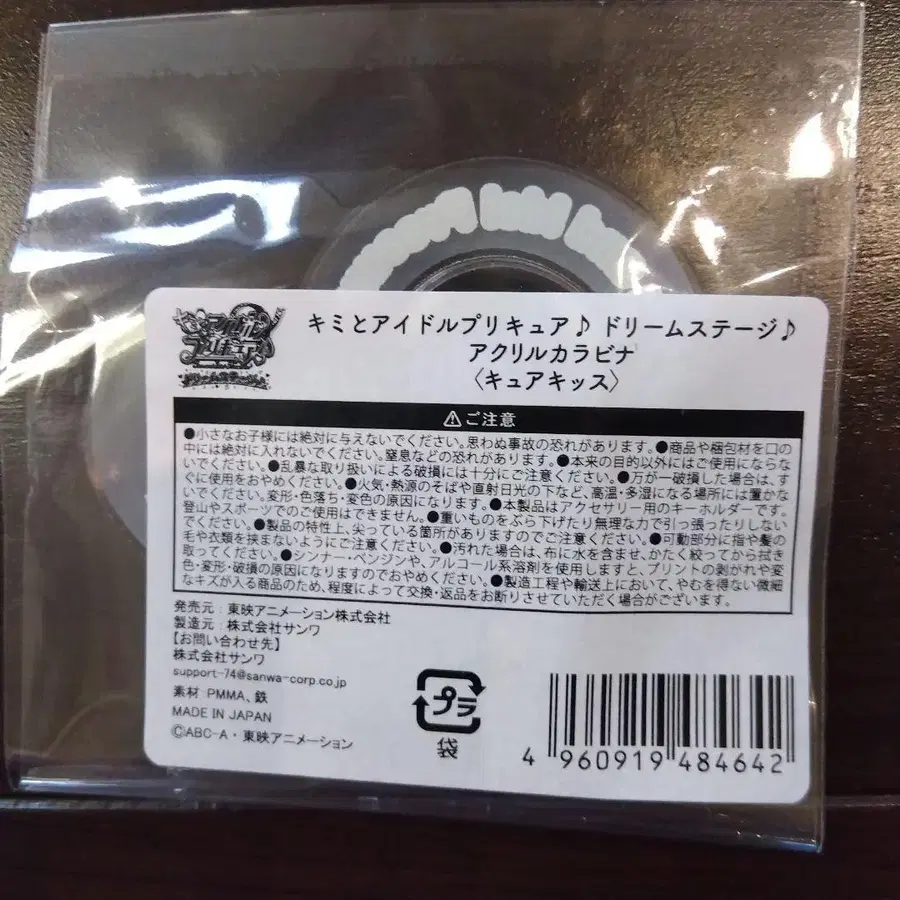 キミとアイドルプリキュア♪ ドリームステージ♪
アクリルカラビナ
〈キュアキッス〉
アイドル
プリキュア
ドリームステージ♪
⚠ご注意
●小さなお子様には絶対に与えないでください。思わぬ事故の恐れがあります。●商品や梱包材を口の
中には絶対に入れないでください。窒息などの恐れがあります。●本来の目的以外にはご使用にならな
いでください。●乱暴な取り扱いによる破損には十分にご注意ください。●万が一破損した場合は、す
ぐに使用をおやめください。●火気・熱源のそばや直射日光の下など、高温・多湿になる場所には置かな
いでください。変形・色落ち・変色の原因になります。●本製品はアクセサリー用のキーホルダーです。
登山やスポーツでのご使用はできません。●重いものをぶら下げたり無理な力で引っ張ったりしない
でください。●製品の特性上、尖っている箇所がありますのでご注意ください。●可動部分に指や髪の
毛や衣類を挟まないようにご注意ください。●汚れた場合は、布に水を含ませ、かたく絞ってから拭き
取ってください。●シンナー・ベンジンや、アルコール系溶剤を使用しますと、プリントの剥がれや変
色・変形・破損の原因になりますのでおやめください。●製造工程や輸送上において、やむを得ない微細
なキズが入る商品のため、程度によって交換・返品をお断りさせていただく場合がございます。
発売元：東映アニメーション株式会社
製造元：株式会社サンワ
【お問い合わせ先】
株式会社サンワ
support-74@sanwa-corp.co.jp
素材 PMMA、鉄
MADE IN JAPAN
©ABC-A・東映アニメーション
プラ
袋
4 960919 484642